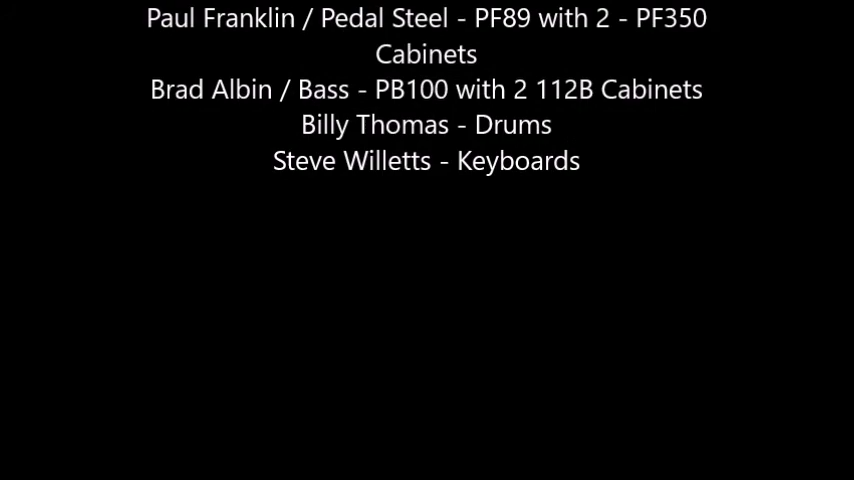 Paul Franklin / Pedal Steel - PF89 with 2 - PF350
Cabinets
Brad Albin / Bass - PB100 with 2 112B Cabinets
Billy Thomas - Drums
Steve Willetts - Keyboards